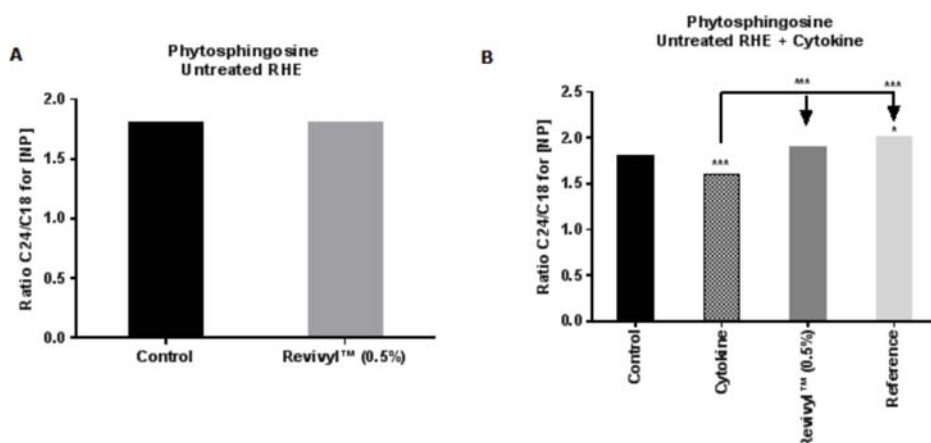 A
Phytosphingosine
Untreated RHE
Ratio C24/C18 for [NP]
2.0
1.5
1.0
0.5
0.0
Control
Revivyl™ (0.5%)
B
Phytosphingosine
Untreated RHE + Cytokine
Ratio C24/C18 for [NP]
2.5
2.0
1.5
1.0
0.5
0.0
^^^
^^^
^^^
^
Control
Cytokine
Revivyl™ (0.5%)
Reference